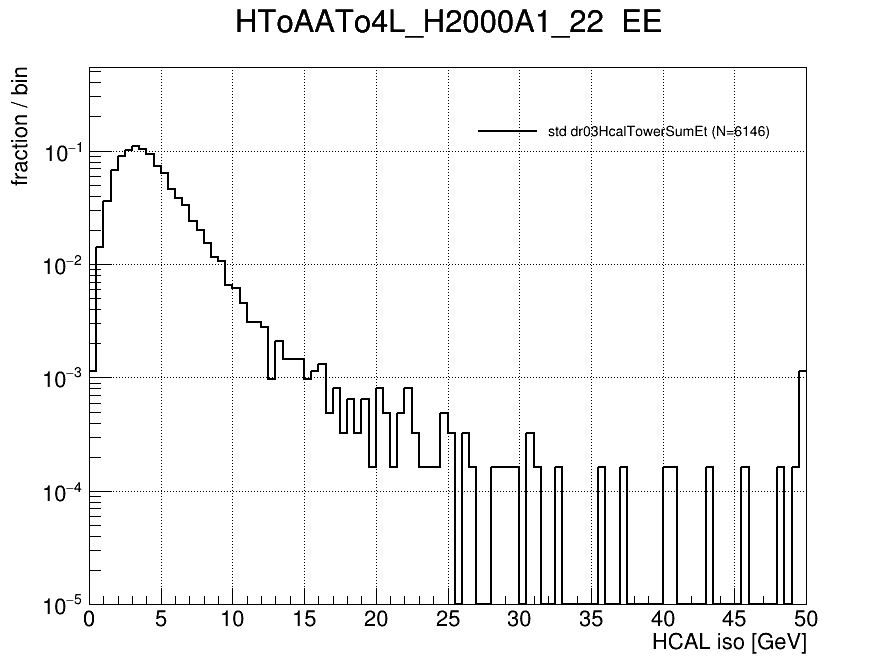 HToAATo4L_H2000A1_22 EE
fraction / bin
std dr03HcalTowerSumEt (N=6146)
10−1
10−2
10−3
10−4
10−5
0 5 10 15 20 25 30 35 40 45 50
HCAL iso [GeV]